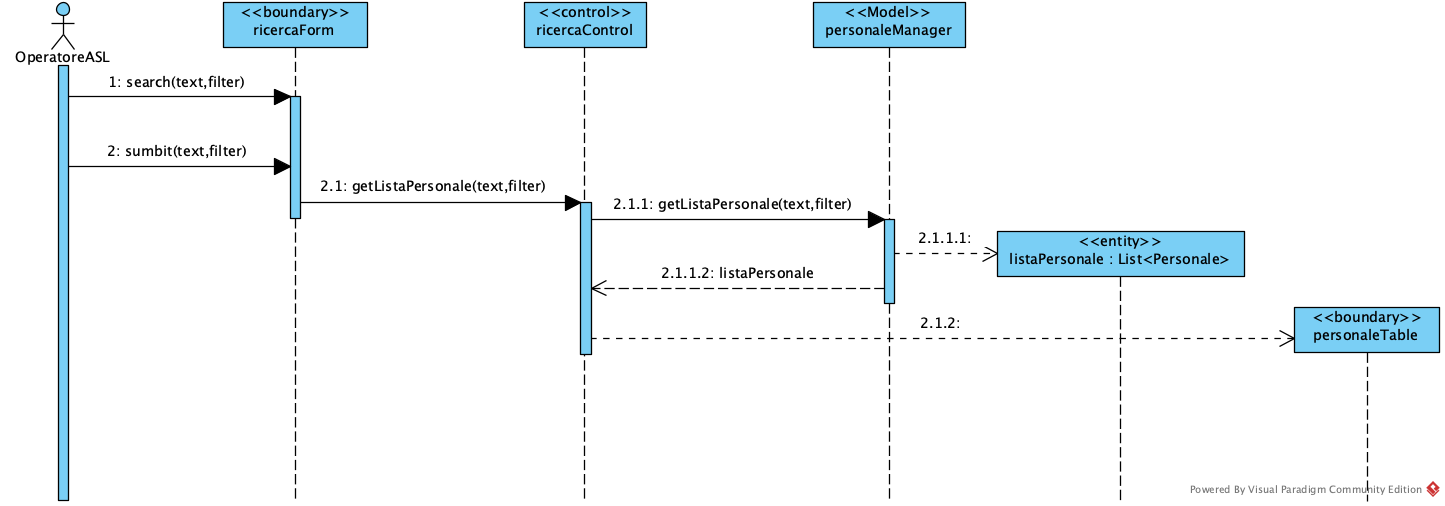 <<boundary>>
ricercaForm
<<control>>
ricercaControl
<<Model>>
personaleManager
OperatoreASL
1: search(text,filter)
2: sumbit(text,filter)
2.1: getListaPersonale(text,filter)
2.1.1: getListaPersonale(text,filter)
2.1.1.1:
<<entity>>
listaPersonale : List<Personale>
2.1.1.2: listaPersonale
<<boundary>>
personaleTable
2.1.2:
Powered By Visual Paradigm Community Edition